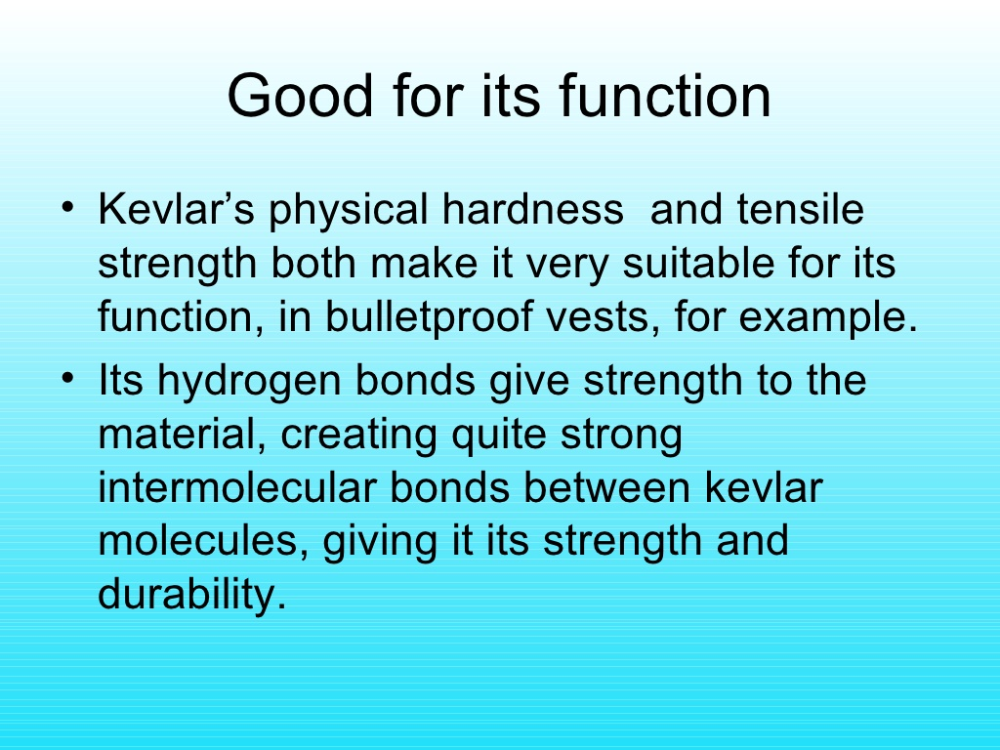 Good for its function
• Kevlar’s physical hardness  and tensile
strength both make it very suitable for its
function, in bulletproof vests, for example.
• Its hydrogen bonds give strength to the
material, creating quite strong
intermolecular bonds between kevlar
molecules, giving it its strength and
durability.